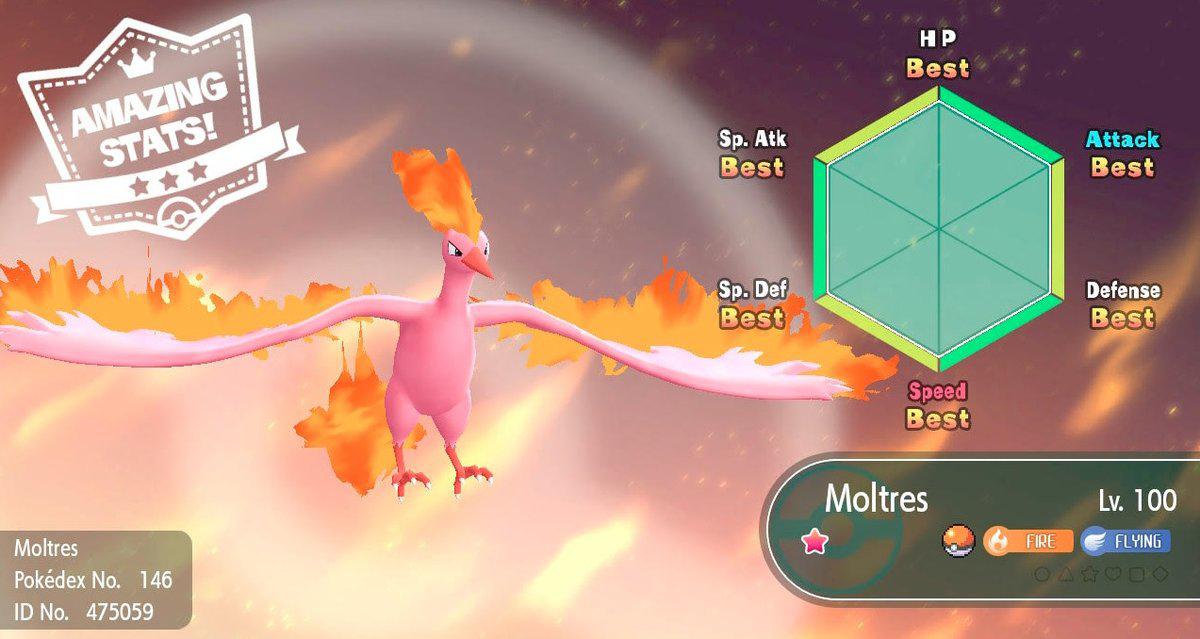 AMAZING
STATS!
HP
Best
Sp. Atk
Best
Attack
Best
Sp. Def
Best
Defense
Best
Speed
Best
Moltres
Lv. 100
FIRE
FLYING
Moltres
Pokédex No. 146
ID No. 475059